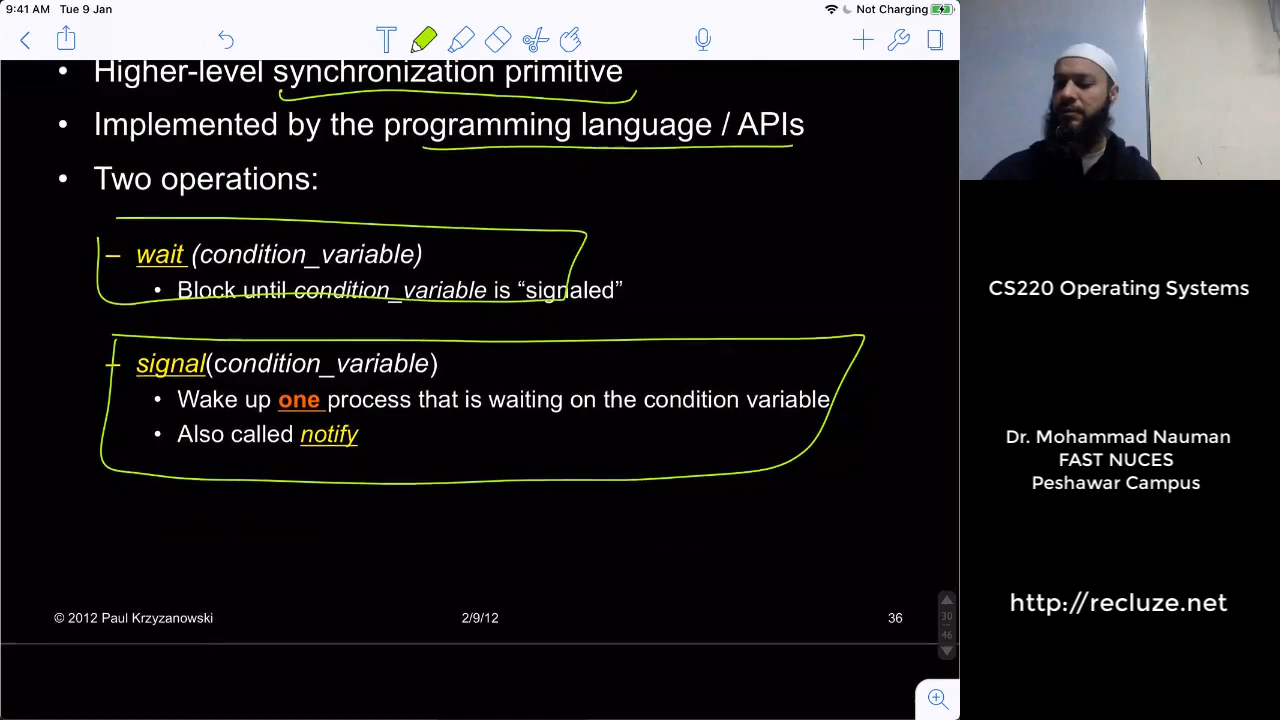 9:41 AM Tue 9 Jan
Not Charging
T
• Higher-level synchronization primitive
• Implemented by the programming language / APIs
• Two operations:
– wait (condition_variable)
• Block until condition_variable is “signaled”
– signal(condition_variable)
• Wake up one process that is waiting on the condition variable
• Also called notify
© 2012 Paul Krzyzanowski
2/9/12
36
30
46
CS220 Operating Systems
Dr. Mohammad Nauman
FAST NUCES
Peshawar Campus
http://recluze.net